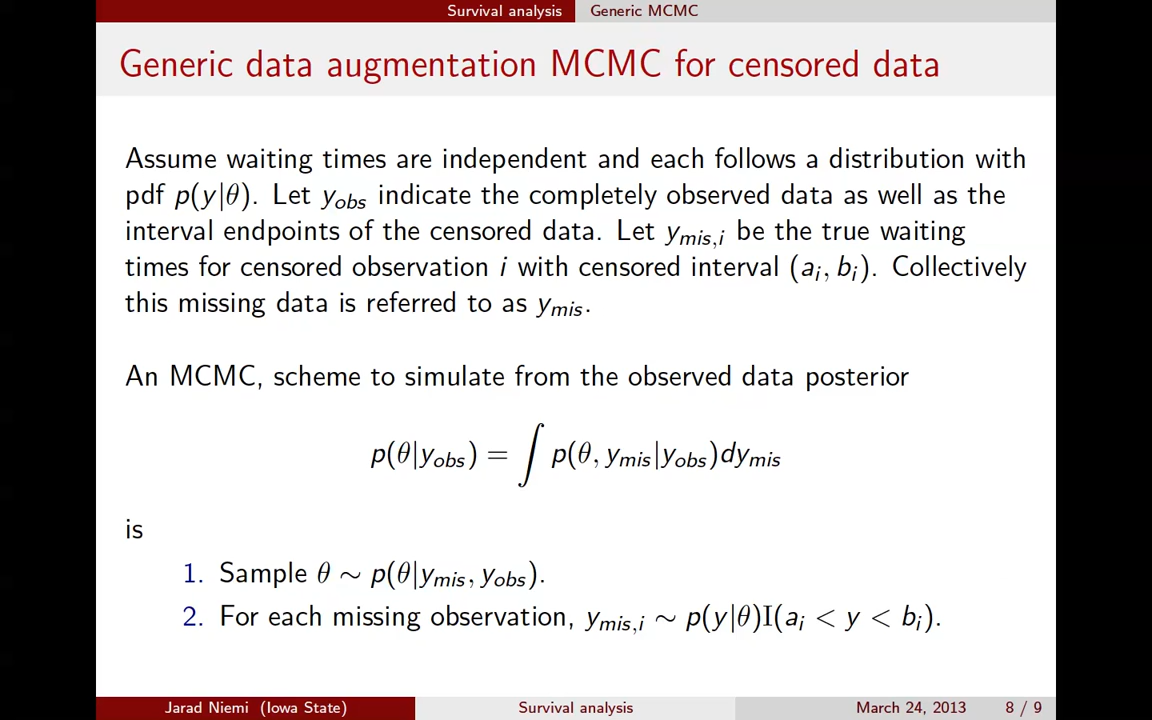 Survival analysis Generic MCMC
Generic data augmentation MCMC for censored data
Assume waiting times are independent and each follows a distribution with
pdf p(y|θ). Let y_obs indicate the completely observed data as well as the
interval endpoints of the censored data. Let y_mis,i be the true waiting
times for censored observation i with censored interval (a_i, b_i). Collectively
this missing data is referred to as y_mis.
An MCMC, scheme to simulate from the observed data posterior
p(θ|y_obs) = ∫ p(θ, y_mis|y_obs)dy_mis
is
1. Sample θ ∼ p(θ|y_mis, y_obs).
2. For each missing observation, y_mis,i ∼ p(y|θ)I(a_i < y < b_i).
Jarad Niemi (Iowa State) Survival analysis March 24, 2013 8 / 9